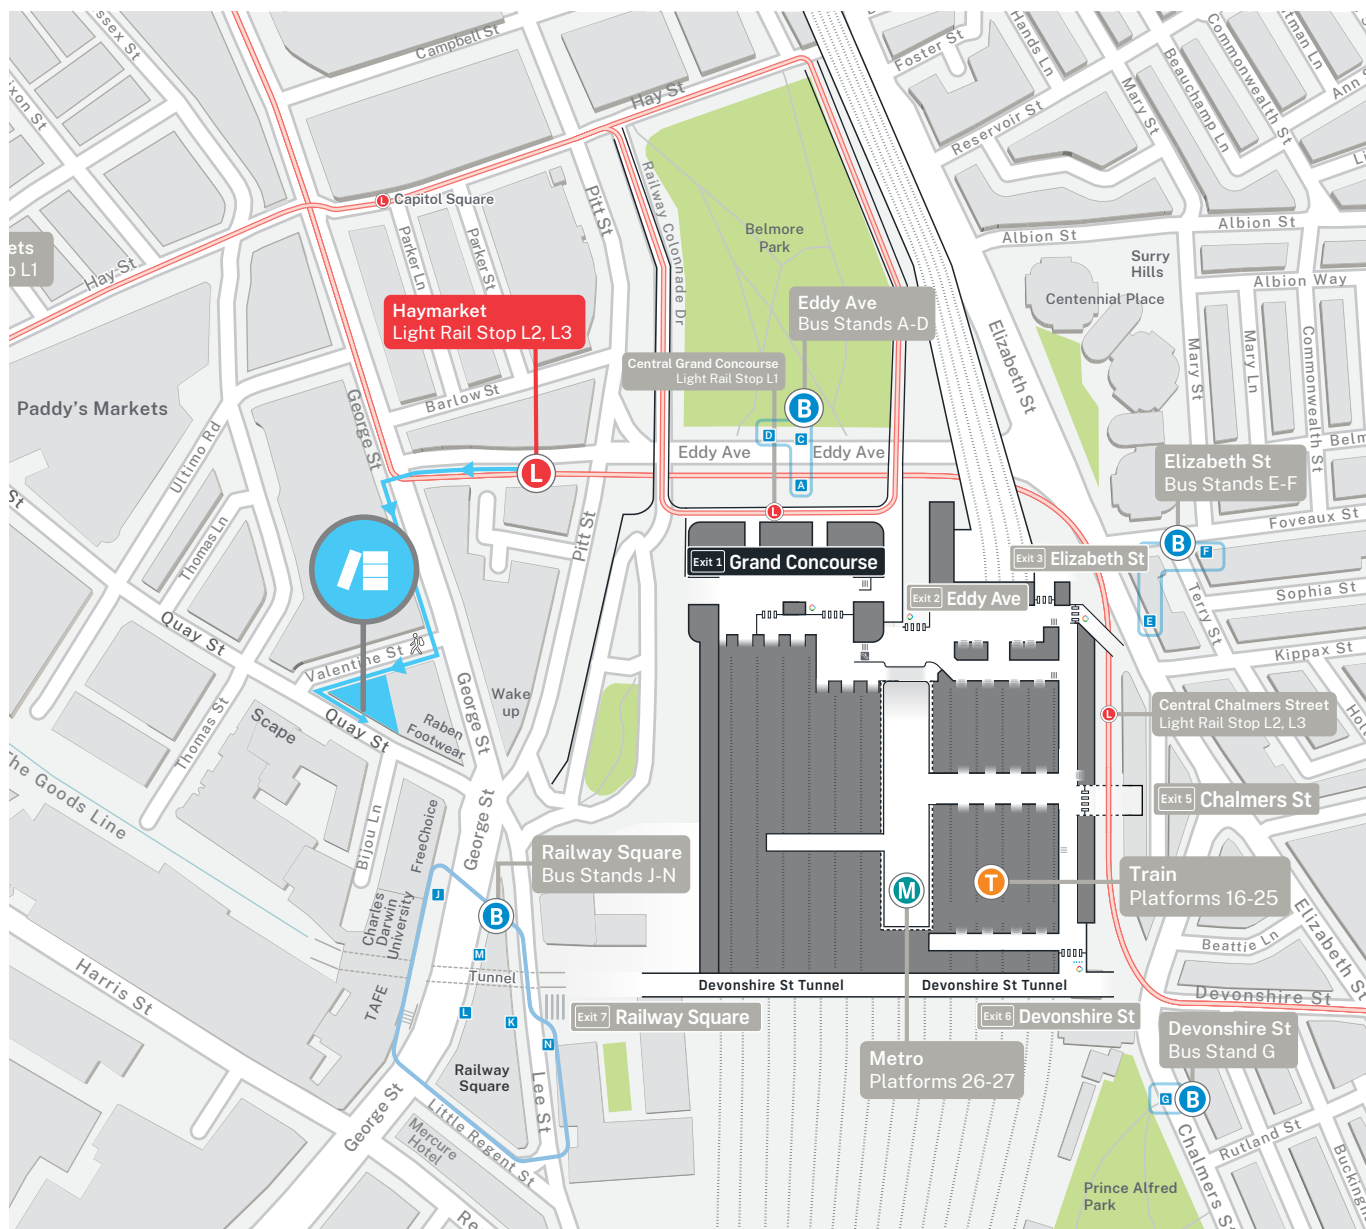 Campbell St
Hay St
Foster St
Hands Ln
Commonwealth St
Beauchamp Ln
Mary St
Reservoir St
Capitol Square
Hay St
Parker Ln
Parker St
Pitt St
Railway Colonnade Dr
Belmore
Park
Albion St
Albion St
Surry
Hills
Albion Way
Centennial Place
Haymarket
Light Rail Stop L2, L3
Eddy Ave
Bus Stands A-D
Elizabeth St
Mary St
Mary Ln
Commonwealth St
Central Grand Concourse
Light Rail Stop L1
Paddy's Markets
George St
Barlow St
Ultimo Rd
B
D
C
A
Eddy Ave
Eddy Ave
Elizabeth St
Bus Stands E-F
L
L
Foveaux St
Thomas Ln
Pitt St
Exit 1 Grand Concourse
Exit 3 Elizabeth St
B
F
E
Exit 2 Eddy Ave
Sophia St
Terry St
Kippax St
Quay St
Valentine St
George St
Wake
up
Raben
Footwear
Quay St
Scape
Thomas St
Central Chalmers Street
Light Rail Stop L2, L3
L
The Goods Line
Bijou Ln
FreeChoice
George St
Exit 5 Chalmers St
Railway Square
Bus Stands J-N
Train
Platforms 16-25
T
M
J
B
Charles
Darwin
University
M
Tunnel
TAFE
L
K
N
Harris St
Beattie Ln
Elizabeth St
Devonshire St Tunnel
Devonshire St Tunnel
Devonshire St
Exit 7 Railway Square
Exit 6 Devonshire St
Devonshire St
Bus Stand G
Metro
Platforms 26-27
Railway
Square
Lee St
G
B
George St
Little Regent St
Mercure
Hotel
Chalmers St
Rutland St
Prince Alfred
Park